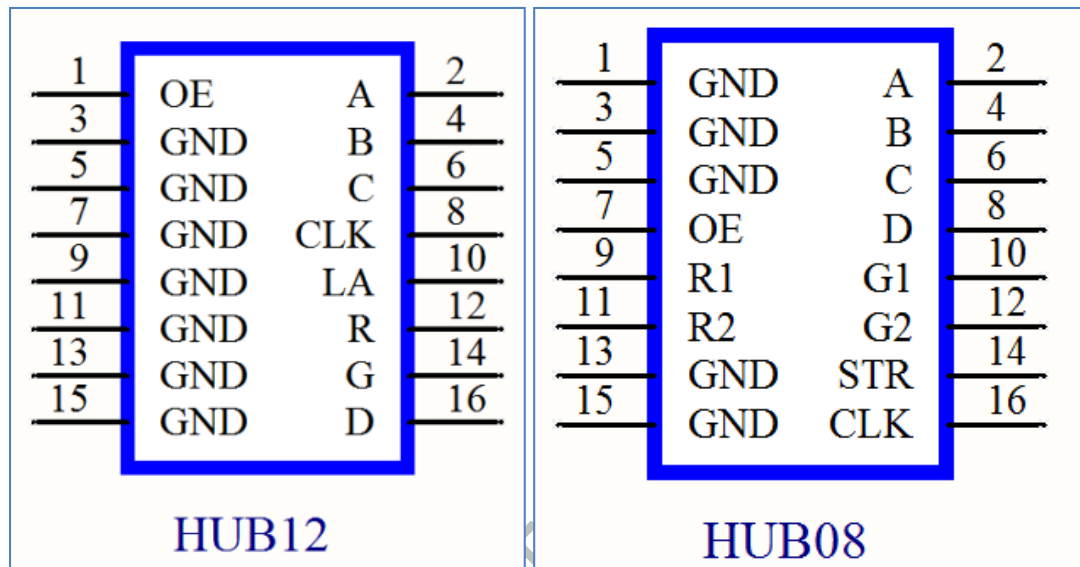 1 OE A 2
3 GND B 4
5 GND C 6
7 GND CLK 8
9 GND LA 10
11 GND R 12
13 GND G 14
15 GND D 16
HUB12
1 GND A 2
3 GND B 4
5 GND C 6
7 OE D 8
9 R1 G1 10
11 R2 G2 12
13 GND STR 14
15 GND CLK 16
HUB08